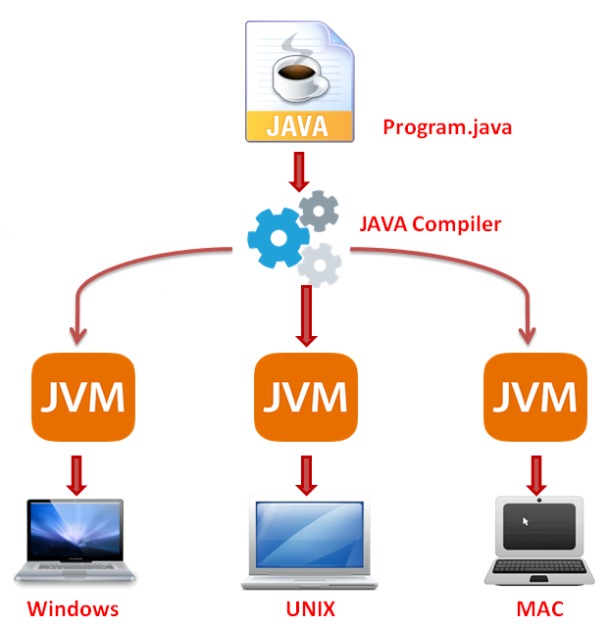 JAVA
Program.java
JAVA Compiler
JVM
JVM
JVM
Windows
UNIX
MAC